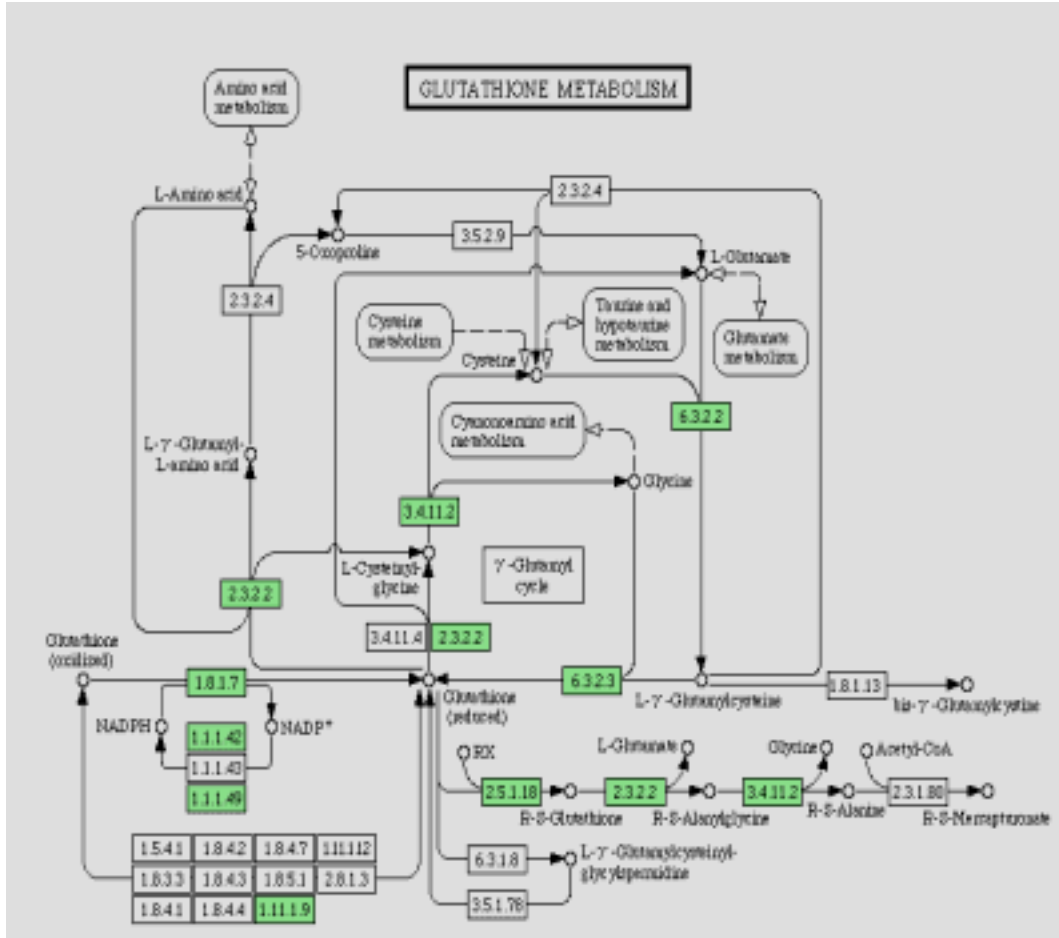 GLUTATHIONE METABOLISM
Amino acid
metabolism
L-Amino acid
2.3.2.4
5-Oxoproline
3.5.2.9
L-Glutamate
2.3.2.4
Cysteine
metabolism
Taurine and
hypotaurine
metabolism
Glutamate
metabolism
Cysteine
6.3.2.2
Cyanoamino acid
metabolism
L-γ-Glutamyl-
L-amino acid
Glycine
3.4.11.2
L-Cysteinyl-
glycine
γ-Glutamyl
cycle
2.3.2.2
3.4.11.4
2.3.2.2
Glutathione
(oxidized)
1.8.1.7
Glutathione
(reduced)
6.3.2.3
L-γ-Glutamylcysteine
1.8.1.13
bis-γ-Glutamylcystine
NADPH
NADP+
1.1.1.42
1.1.1.43
1.1.1.49
RX
L-Glutamate
Glycine
Acetyl-CoA
2.5.1.18
2.3.2.2
3.4.11.2
2.3.1.80
R-S-Glutathione
R-S-Alanylglycine
R-S-Alanine
R-S-Mercapturonate
1.5.4.1 1.8.4.2 1.8.4.7 1.11.1.12
1.8.3.3 1.8.4.3 1.8.5.1 2.8.1.3
1.8.4.1 1.8.4.4 1.11.1.9
6.3.1.8
L-γ-Glutamylcysteinyl-
glycylspermidine
3.5.1.78